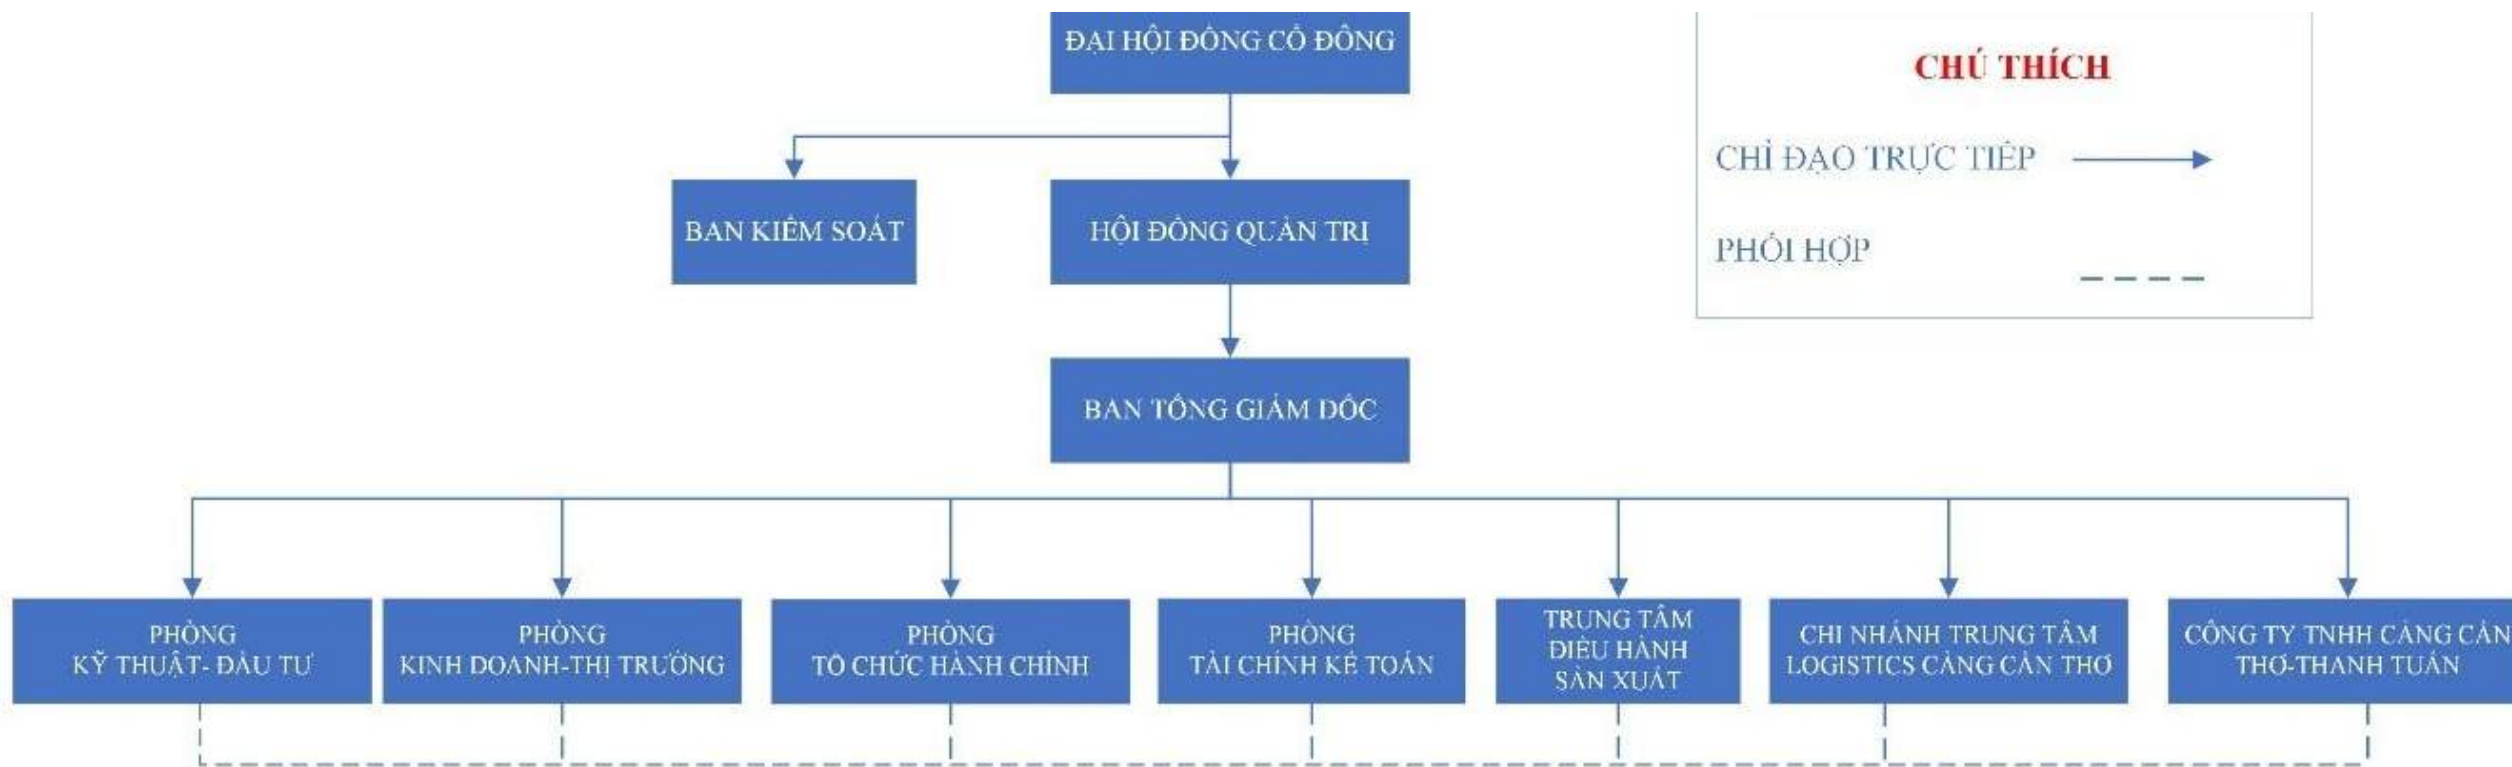 ĐẠI HỘI ĐỒNG CỔ ĐÔNG
CHÚ THÍCH
CHỈ ĐẠO TRỰC TIẾP
PHỐI HỢP
BAN KIỂM SOÁT
HỘI ĐỒNG QUẢN TRỊ
BAN TỔNG GIÁM ĐỐC
PHÒNG
KỸ THUẬT- ĐẦU TƯ
PHÒNG
KINH DOANH-THỊ TRƯỜNG
PHÒNG
TỔ CHỨC HÀNH CHÍNH
PHÒNG
TÀI CHÍNH KẾ TOÁN
TRUNG TÂM
ĐIỀU HÀNH
SẢN XUẤT
CHI NHÁNH TRUNG TÂM
LOGISTICS CẢNG CẦN THƠ
CÔNG TY TNHH CẢNG CẦN
THƠ-THANH TUẤN